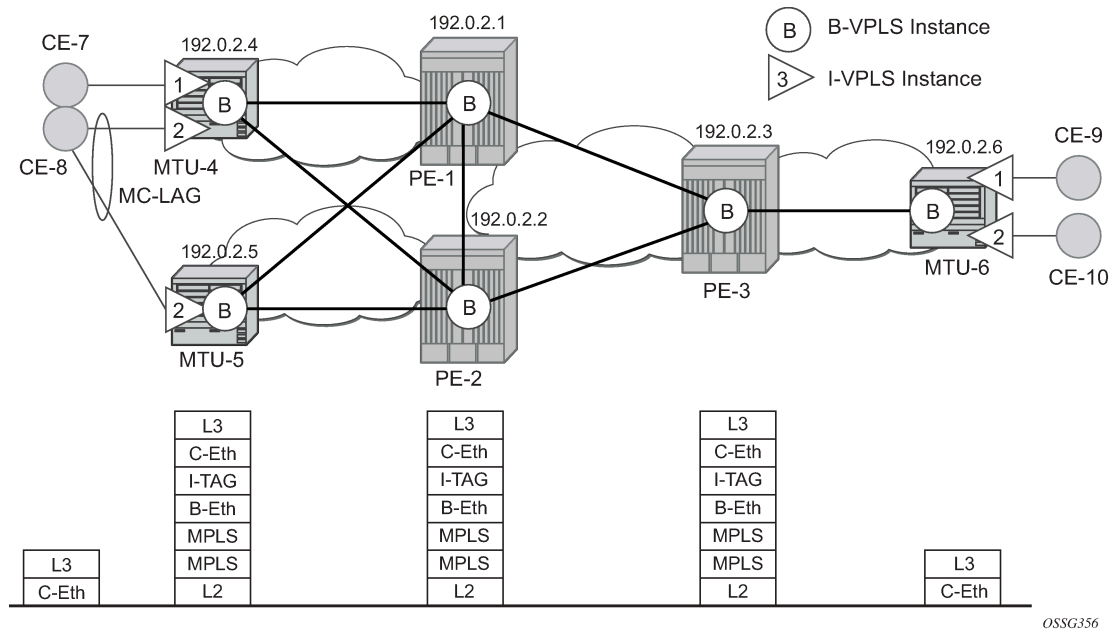 192.0.2.1
B
B-VPLS Instance
CE-7
192.0.2.4
3
I-VPLS Instance
1
B
B
2
CE-8
MTU-4
PE-1
MC-LAG
192.0.2.3
192.0.2.6
CE-9
1
B
B
2
192.0.2.2
192.0.2.5
MTU-6
CE-10
PE-3
2
B
B
MTU-5
PE-2
L3
C-Eth
L3
C-Eth
I-TAG
B-Eth
MPLS
MPLS
L2
L3
C-Eth
I-TAG
B-Eth
MPLS
MPLS
L2
L3
C-Eth
I-TAG
B-Eth
MPLS
MPLS
L2
L3
C-Eth
OSSG356